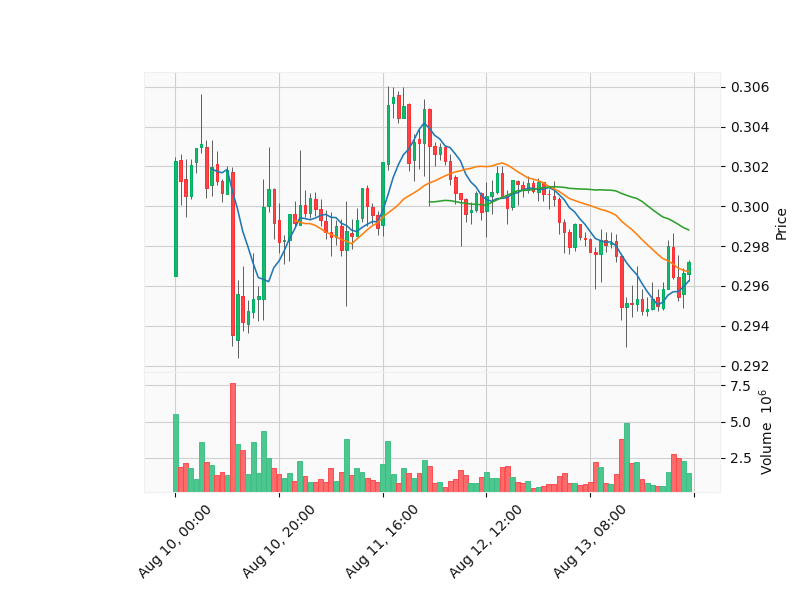 0.306
0.304
0.302
0.300
0.298
0.296
0.294
0.292
Price
7.5
5.0
2.5
Volume 10^6
Aug 10, 00:00
Aug 10, 20:00
Aug 11, 16:00
Aug 12, 12:00
Aug 13, 08:00